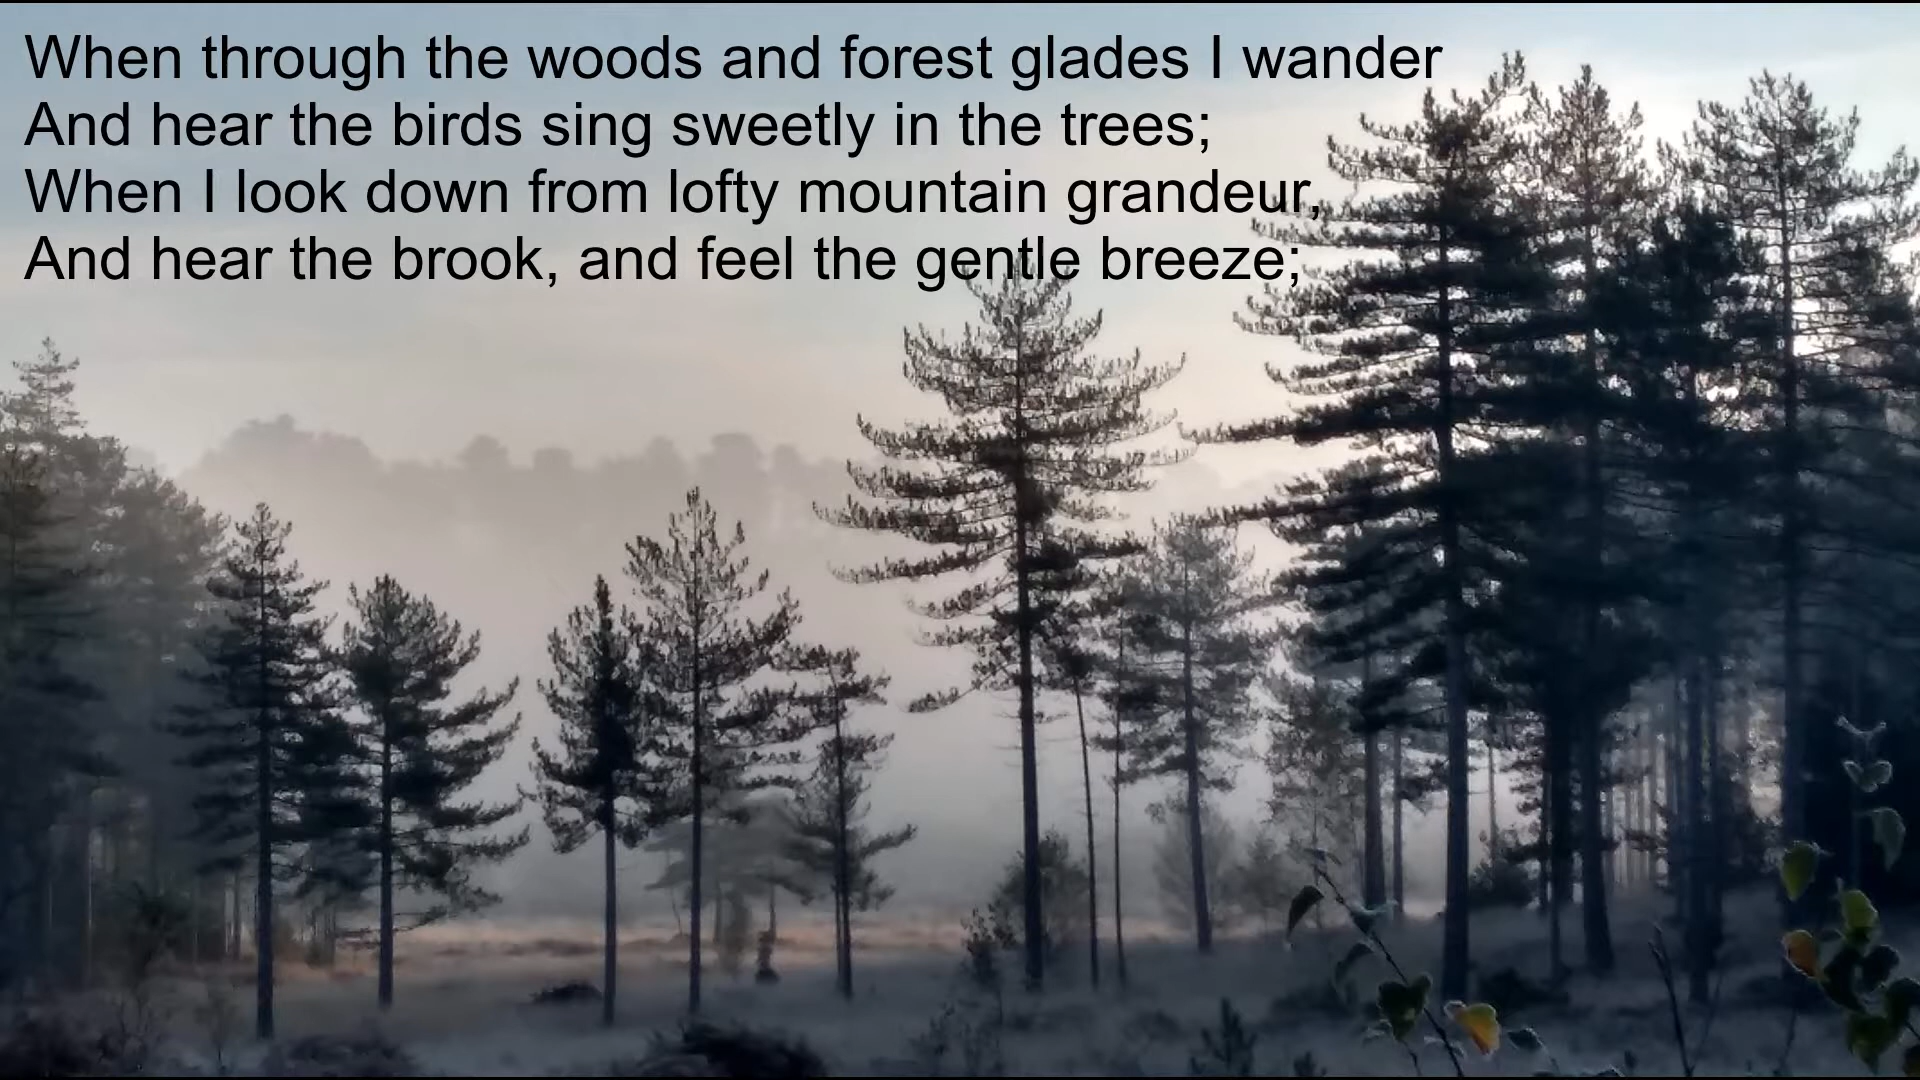 When through the woods and forest glades I wander
And hear the birds sing sweetly in the trees;
When I look down from lofty mountain grandeur,
And hear the brook, and feel the gentle breeze;